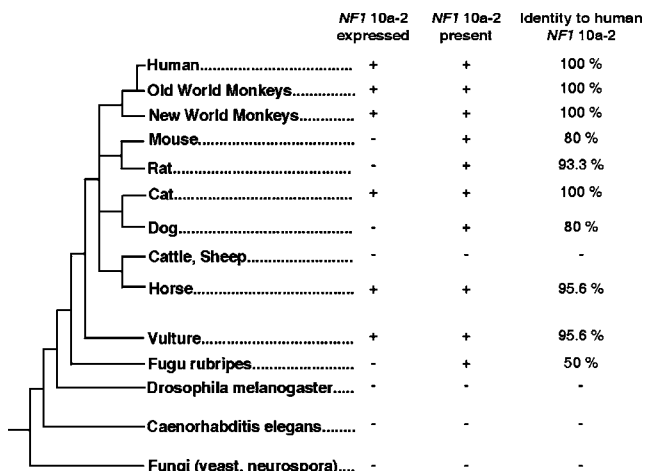 NF1 10a-2 NF1 10a-2 Identity to human
expressed present NF1 10a-2
Human................................... + + 100 %
Old World Monkeys............... + + 100 %
New World Monkeys............. + + 100 %
Mouse................................... - + 80 %
Rat........................................ - + 93.3 %
Cat........................................ + + 100 %
Dog....................................... - + 80 %
Cattle, Sheep........................ - - -
Horse.................................... + + 95.6 %
Vulture.................................. + + 95.6 %
Fugu rubripes....................... - + 50 %
Drosophila melanogaster..... - - -
Caenorhabditis elegans........ - - -
Fungi (yeast, neurospora).... - - -